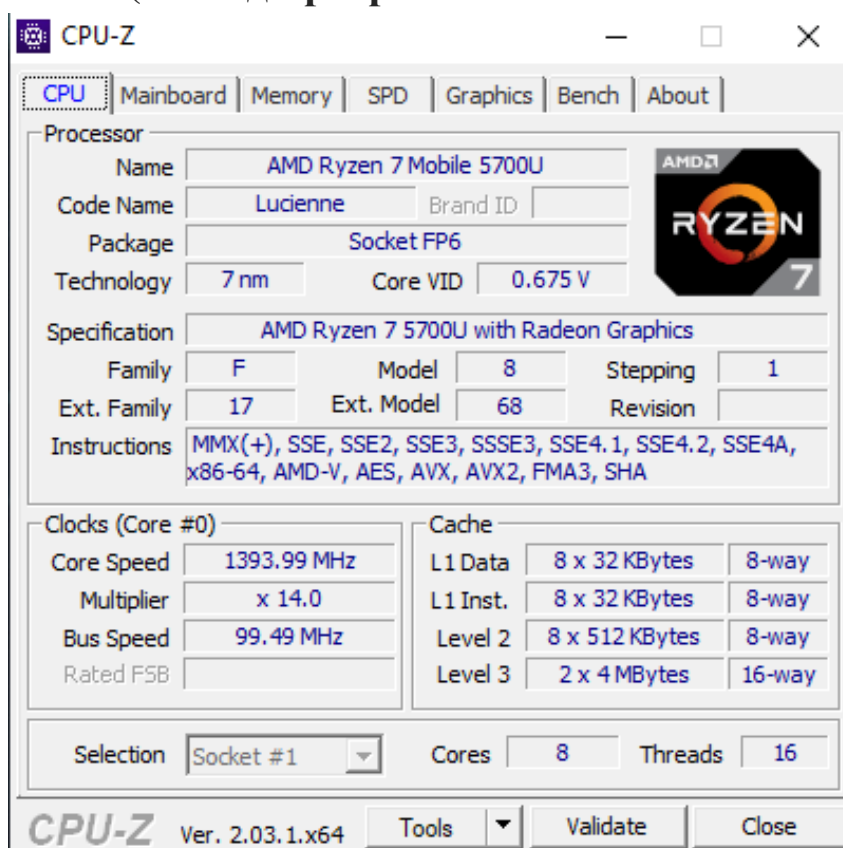 CPU-Z
CPU Mainboard Memory SPD Graphics Bench About
Processor
Name AMD Ryzen 7 Mobile 5700U
Code Name Lucienne Brand ID
Package Socket FP6
Technology 7 nm Core VID 0.675 V
AMD
RYZEN
7
Specification AMD Ryzen 7 5700U with Radeon Graphics
Family F Model 8 Stepping 1
Ext. Family 17 Ext. Model 68 Revision
Instructions MMX(+), SSE, SSE2, SSE3, SSSE3, SSE4.1, SSE4.2, SSE4A,
x86-64, AMD-V, AES, AVX, AVX2, FMA3, SHA
Clocks (Core #0)
Core Speed 1393.99 MHz
Multiplier x 14.0
Bus Speed 99.49 MHz
Rated FSB
Cache
L1 Data 8 x 32 KBytes 8-way
L1 Inst. 8 x 32 KBytes 8-way
Level 2 8 x 512 KBytes 8-way
Level 3 2 x 4 MBytes 16-way
Selection Socket #1 Cores 8 Threads 16
CPU-Z Ver. 2.03.1.x64 Tools Validate Close